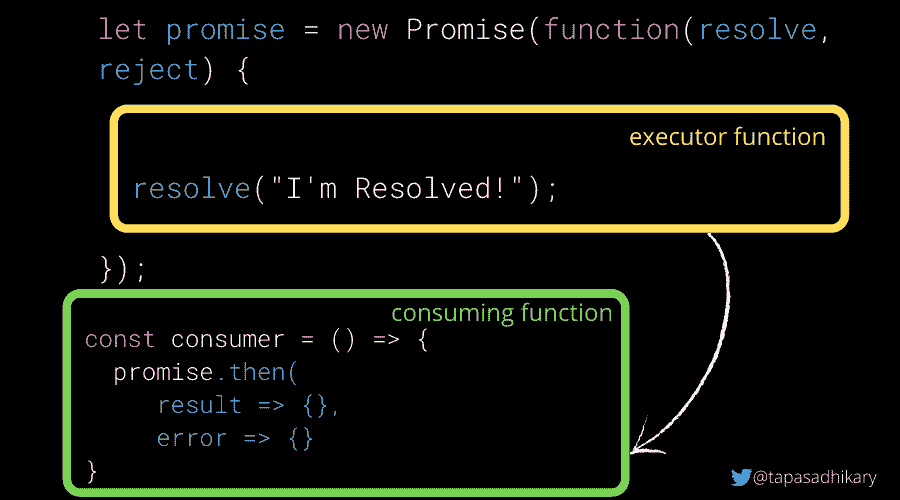 let promise = new Promise(function(resolve,
reject) {
executor function
resolve("I'm Resolved!");
});
consuming function
const consumer = () => {
promise.then(
result => {},
error => {}
}
@tapasadhikary